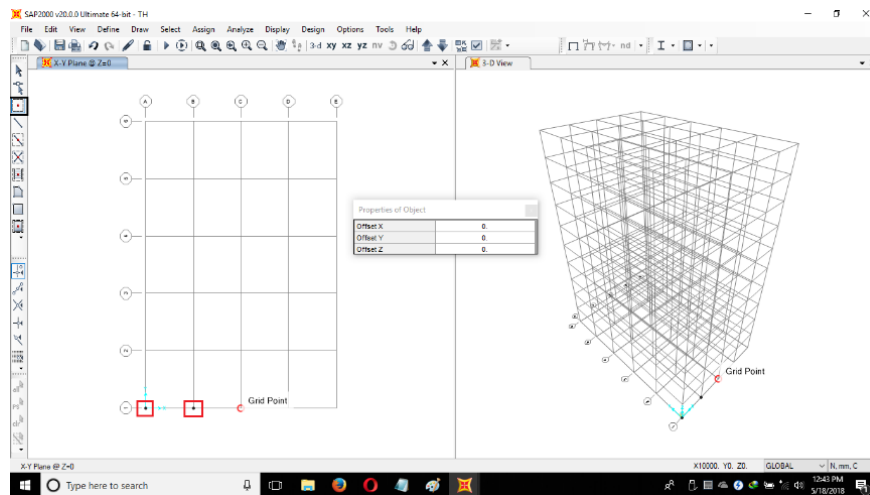 SAP2000 v20.0.0 Ultimate 64-bit - TH
File Edit View Define Draw Select Assign Analyze Display Design Options Tools Help
3-d xy xz yz nv
nd
X-Y Plane @ Z=0
3-D View
A B C D E
Properties of Object
Offset X 0.
Offset Y 0.
Offset Z 0.
Grid Point
Grid Point
X-Y Plane @ Z=0
X10000. Y0. Z0.
GLOBAL
N, mm, C
Type here to search
12:43 PM
5/18/2018